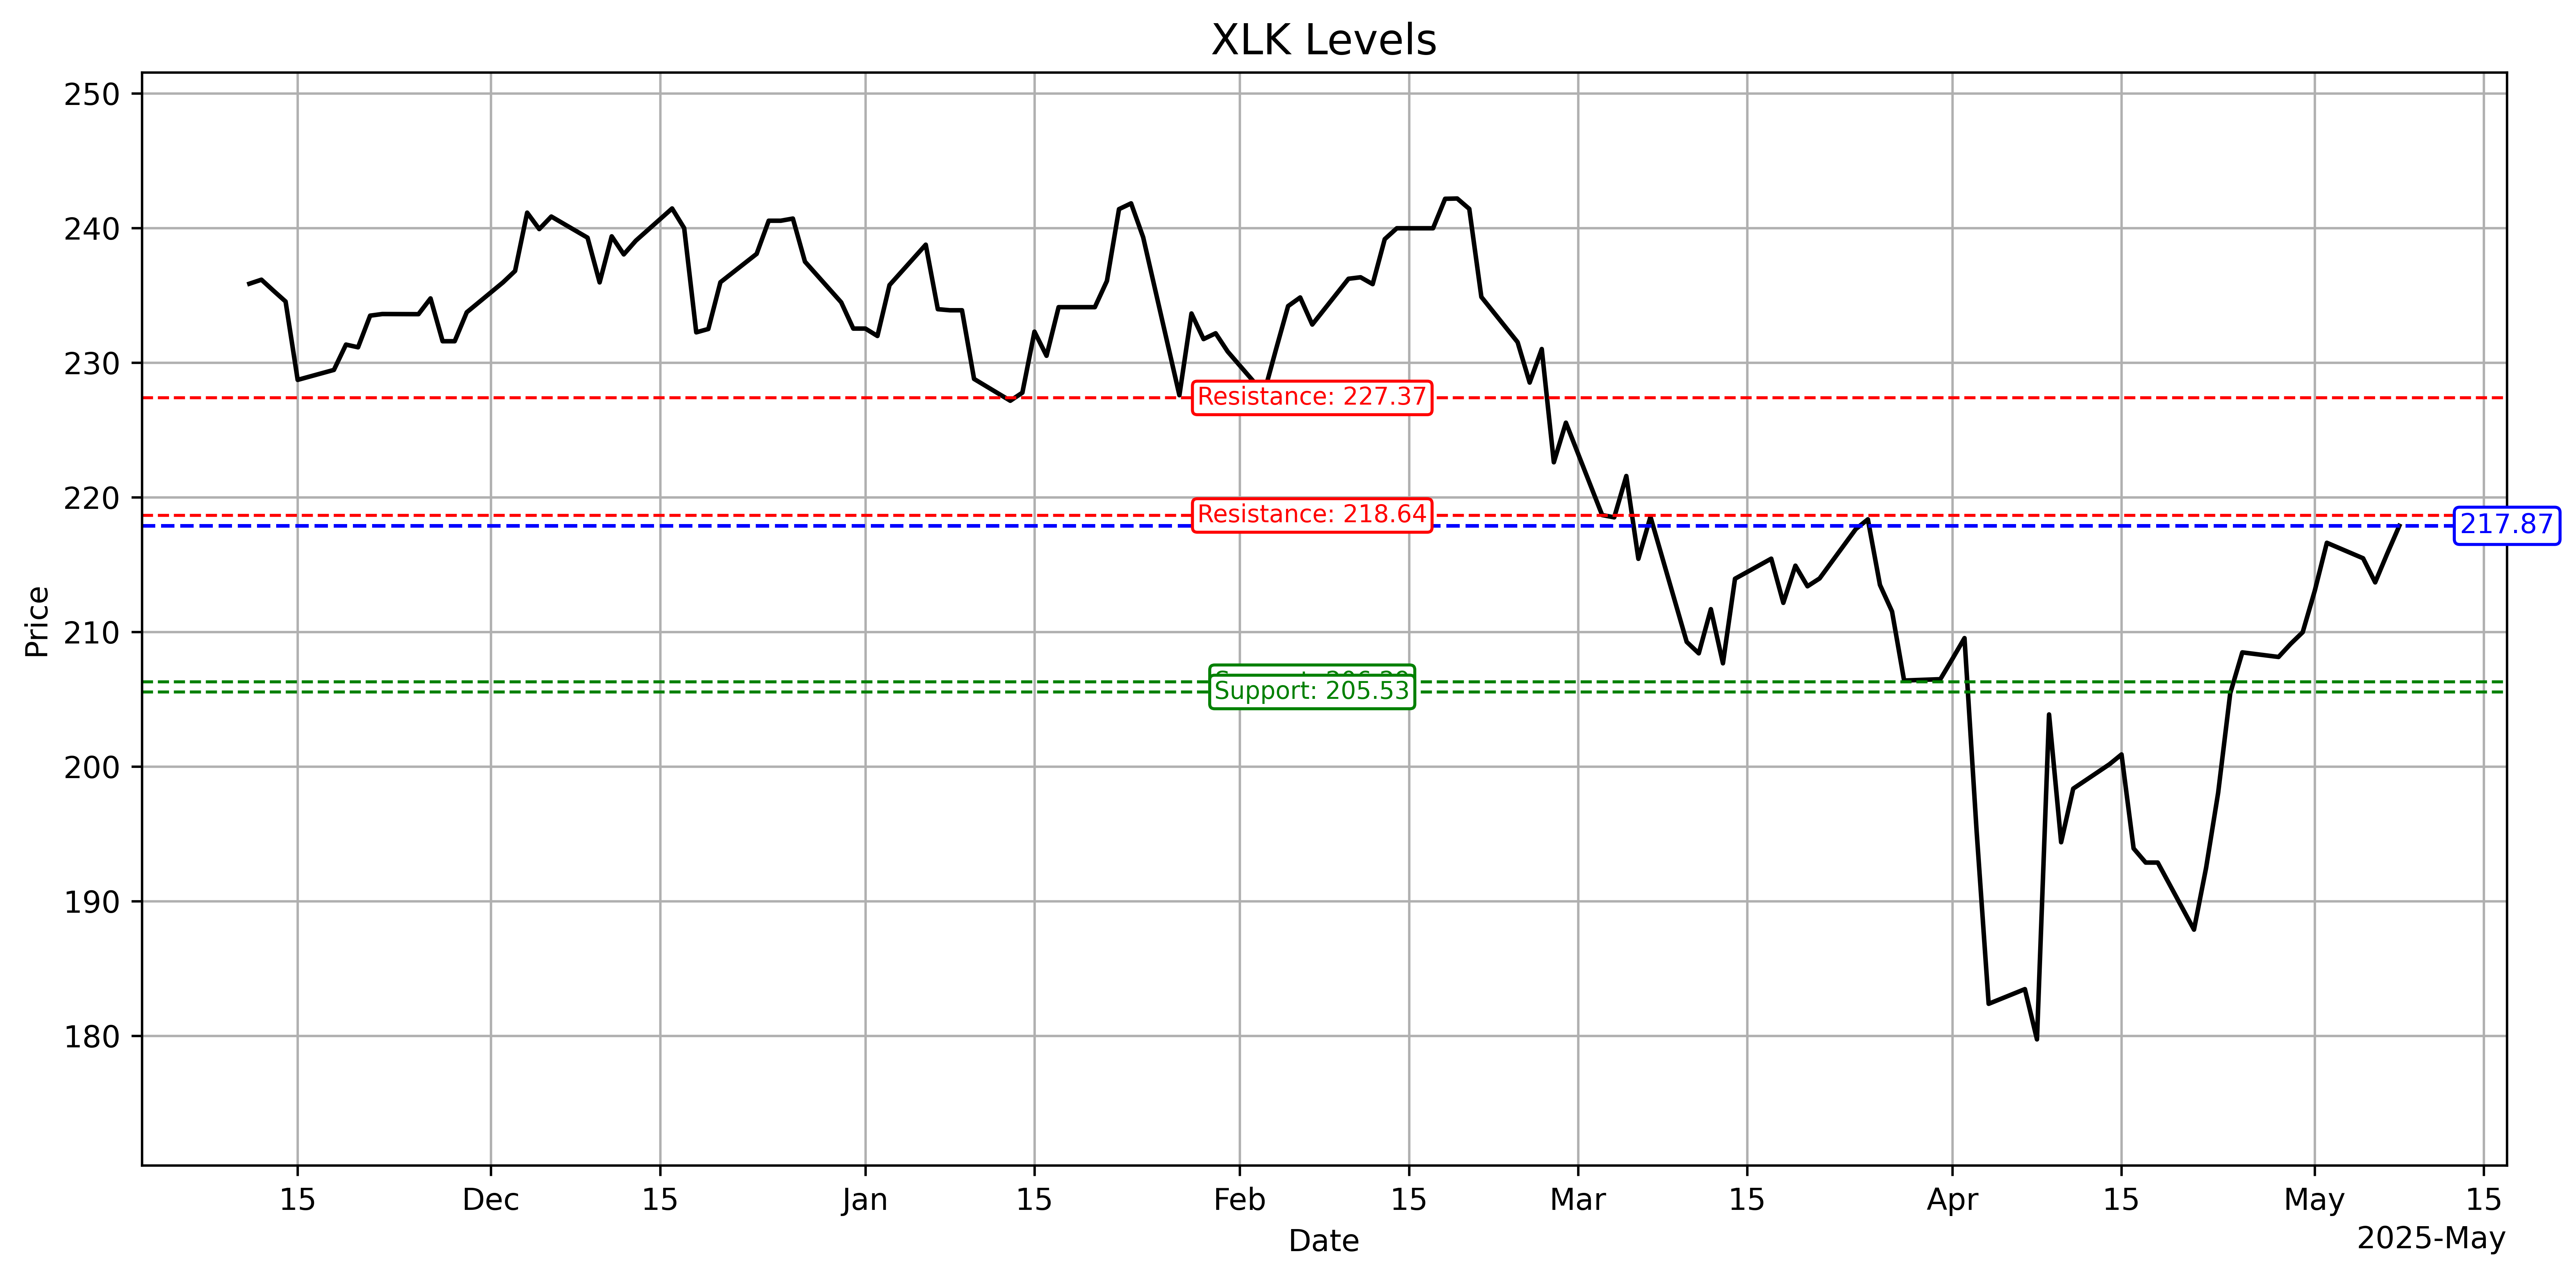 XLK Levels
250
240
230
220
210
200
190
180
Price
Resistance: 227.37
Resistance: 218.64
217.87
Support: 205.53
15
Dec
15
Jan
15
Feb
15
Mar
15
Apr
15
May
15
Date
2025-May